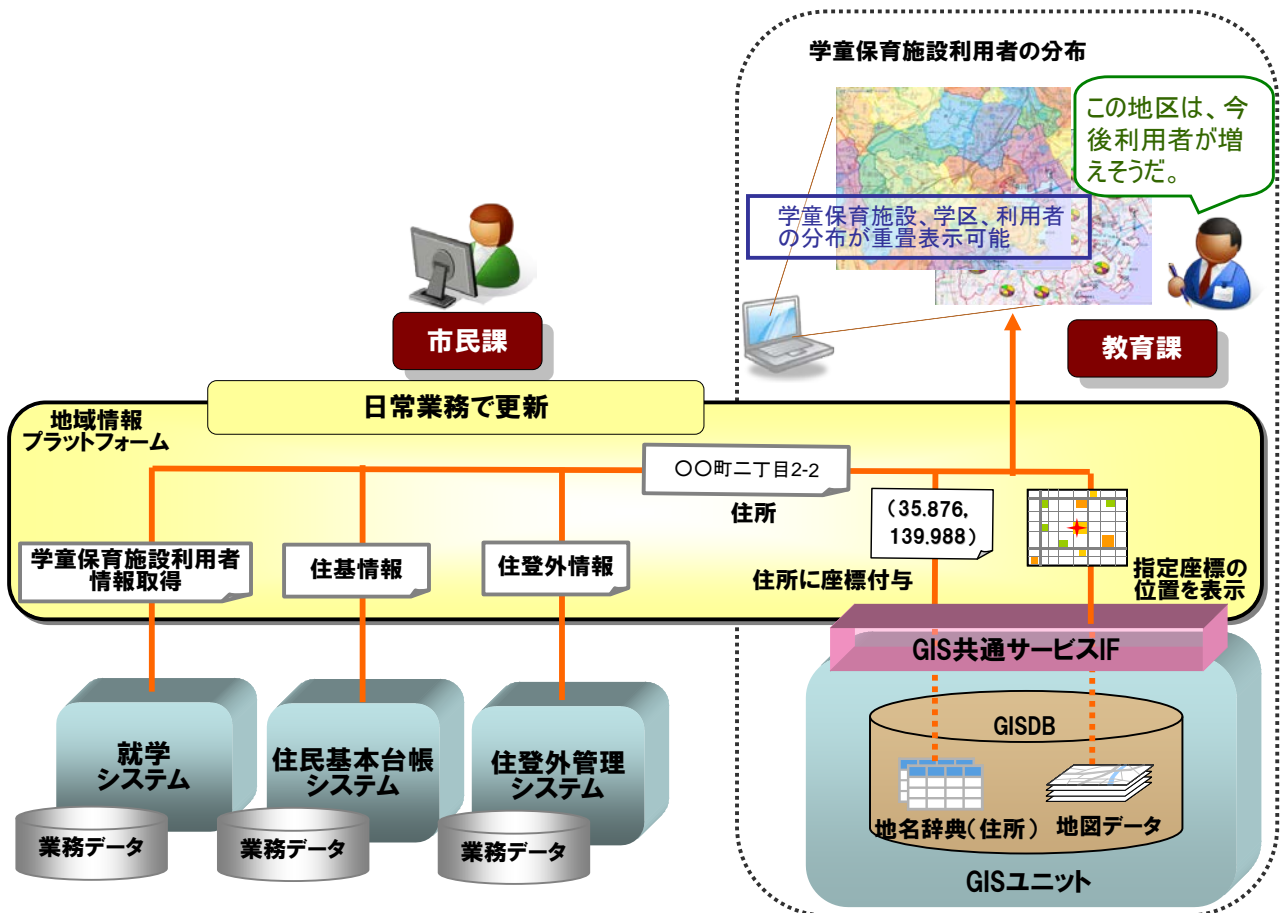 学童保育施設利用者の分布
この地区は、今
後利用者が増
えそうだ。
学童保育施設、学区、利用者
の分布が重畳表示可能
市民課
教育課
日常業務で更新
地域情報
プラットフォーム
〇〇町二丁目2-2
住所
(35.876,
139.988)
学童保育施設利用者
情報取得
住基情報
住登外情報
住所に座標付与
指定座標の
位置を表示
GIS共通サービスIF
就学
システム
住民基本台帳
システム
住登外管理
システム
業務データ
業務データ
業務データ
GISDB
地名辞典(住所)
地図データ
GISユニット